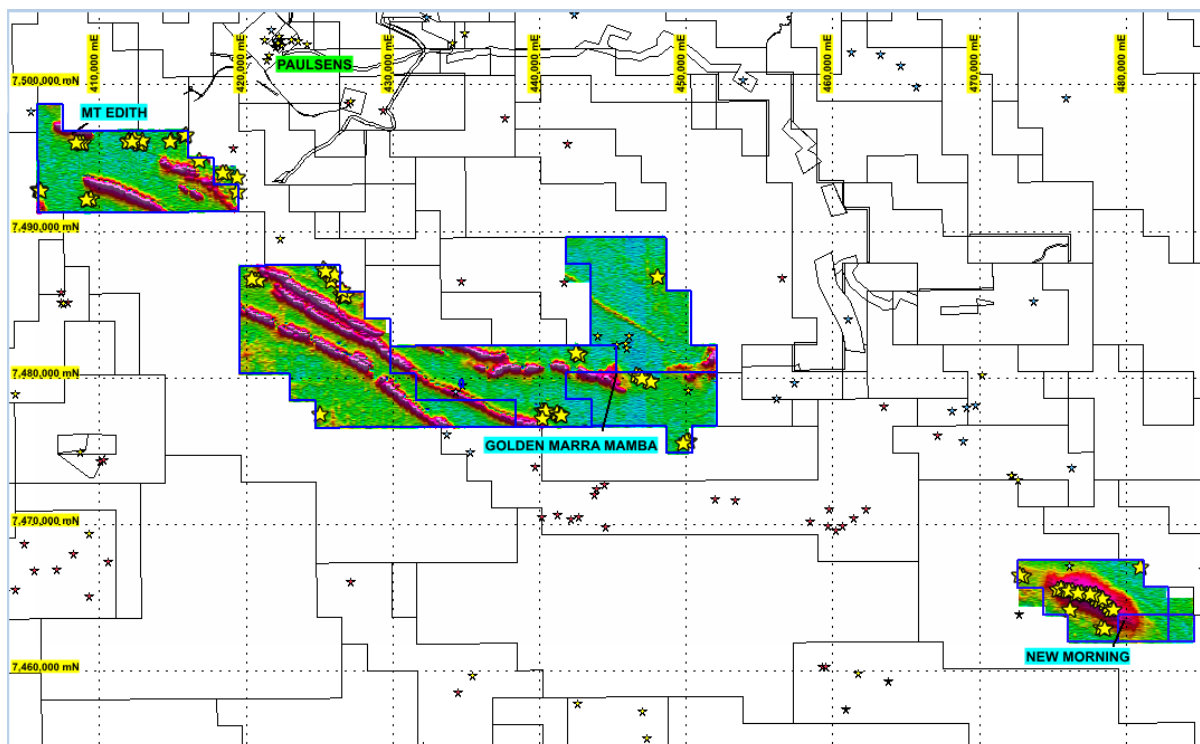 410,000 mE
420,000 mE
430,000 mE
440,000 mE
450,000 mE
460,000 mE
470,000 mE
480,000 mE
PAULSENS
7,500,000 mN
MT EDITH
7,490,000 mN
7,480,000 mN
GOLDEN MARRA MAMBA
7,470,000 mN
NEW MORNING
7,460,000 mN